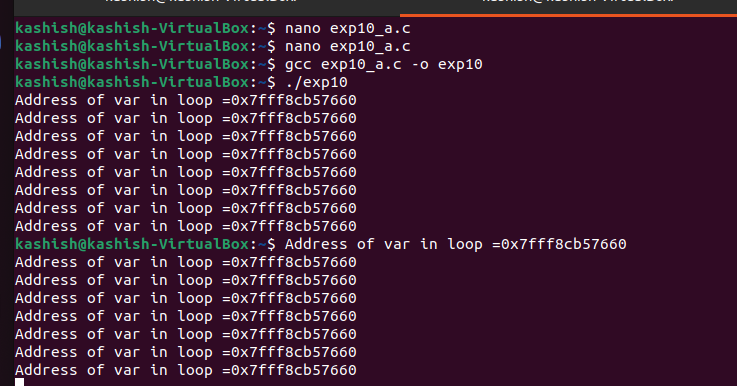 kashish@kashish-VirtualBox:~$ nano exp10_a.c
kashish@kashish-VirtualBox:~$ nano exp10_a.c
kashish@kashish-VirtualBox:~$ gcc exp10_a.c -o exp10
kashish@kashish-VirtualBox:~$ ./exp10
Address of var in loop =0x7fff8cb57660
Address of var in loop =0x7fff8cb57660
Address of var in loop =0x7fff8cb57660
Address of var in loop =0x7fff8cb57660
Address of var in loop =0x7fff8cb57660
Address of var in loop =0x7fff8cb57660
Address of var in loop =0x7fff8cb57660
Address of var in loop =0x7fff8cb57660
kashish@kashish-VirtualBox:~$ Address of var in loop =0x7fff8cb57660
Address of var in loop =0x7fff8cb57660
Address of var in loop =0x7fff8cb57660
Address of var in loop =0x7fff8cb57660
Address of var in loop =0x7fff8cb57660
Address of var in loop =0x7fff8cb57660
Address of var in loop =0x7fff8cb57660
Address of var in loop =0x7fff8cb57660